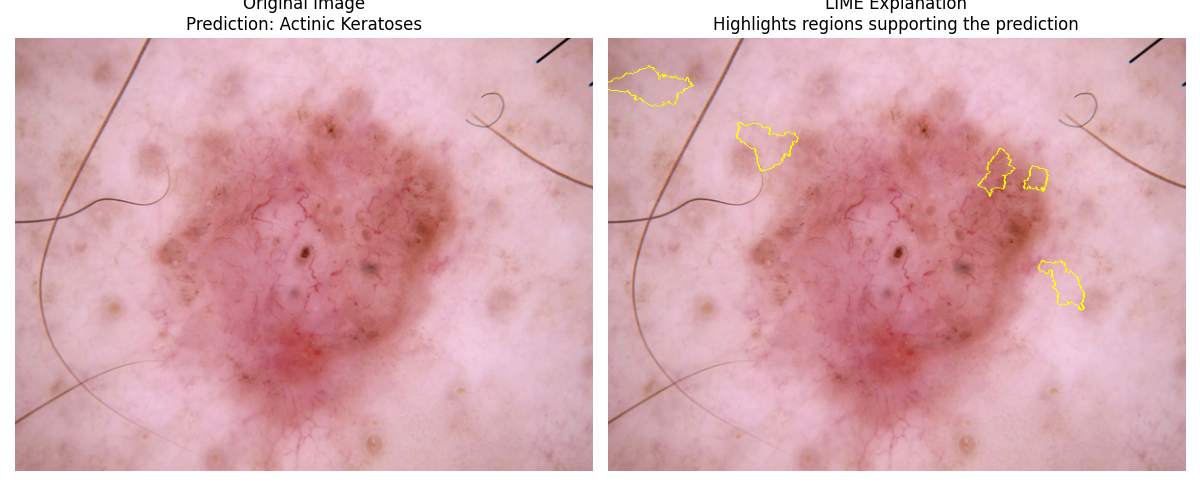 Original Image
Prediction: Actinic Keratoses
LIME Explanation
Highlights regions supporting the prediction